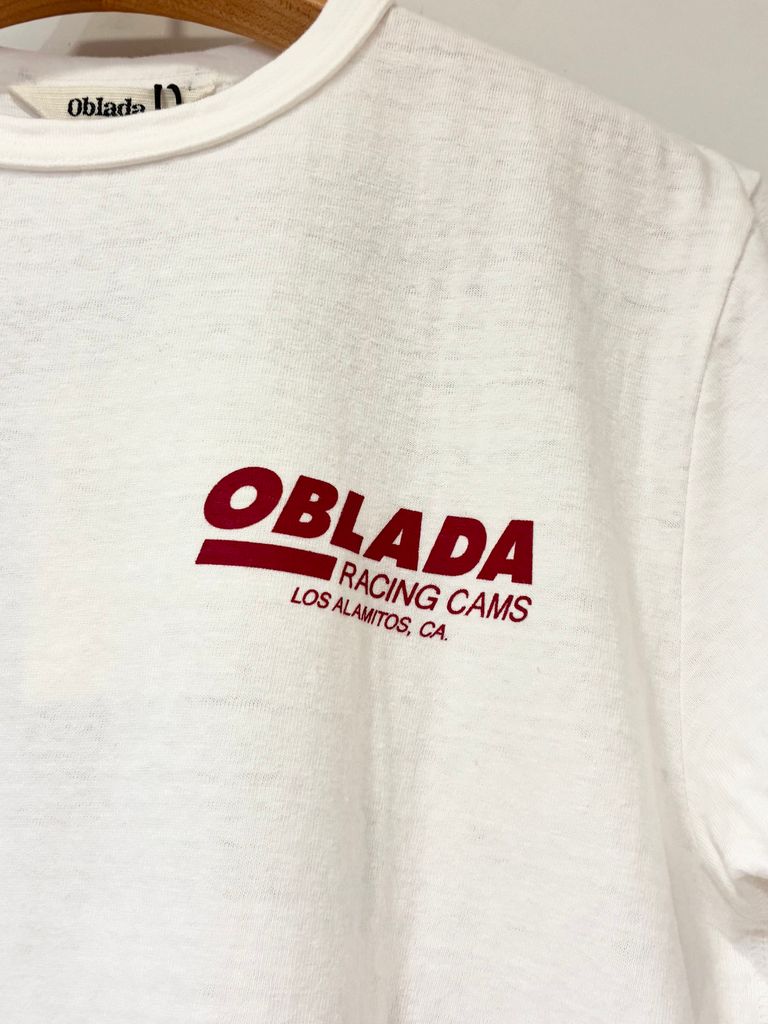 Oblada
OBLADA
RACING CAMS
LOS ALAMITOS, CA.